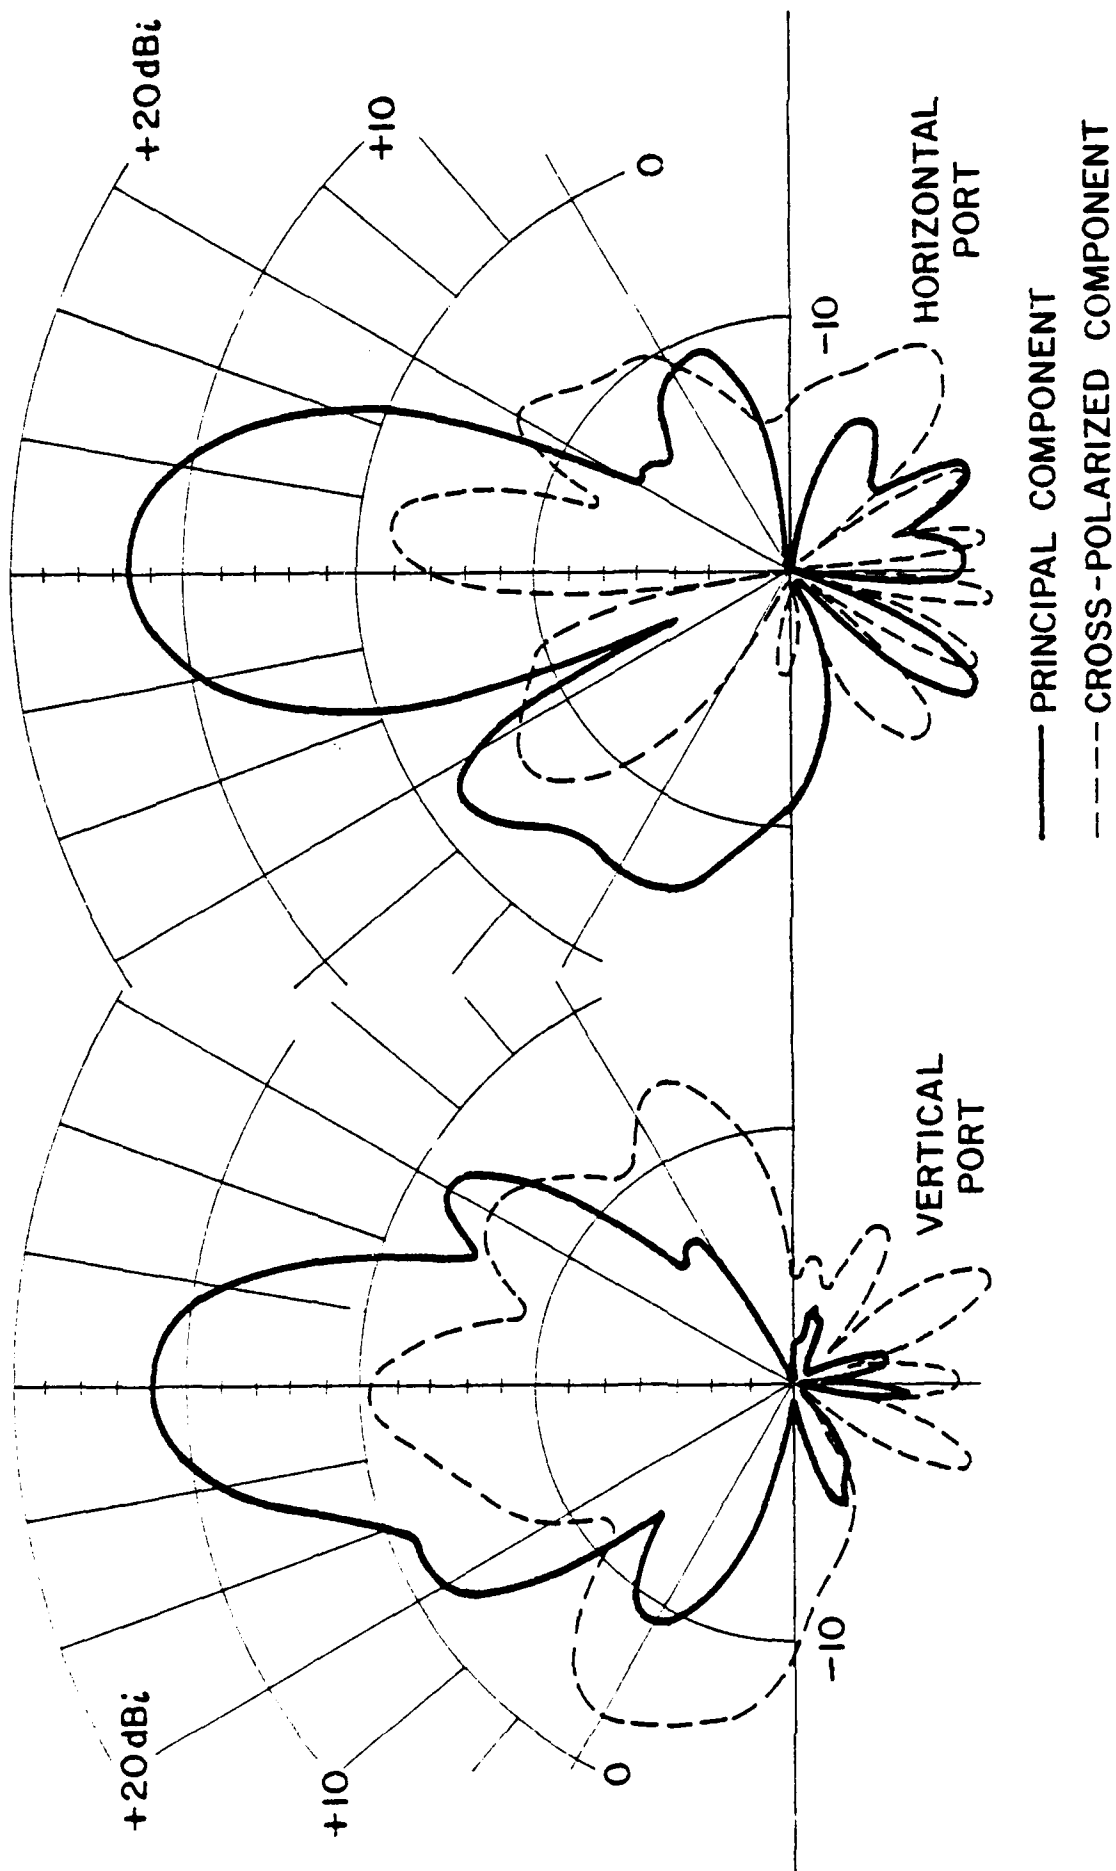 +20dBi
+10
0
-10
VERTICAL
PORT
+20dBi
+10
0
-10
HORIZONTAL
PORT
PRINCIPAL COMPONENT
CROSS-POLARIZED COMPONENT